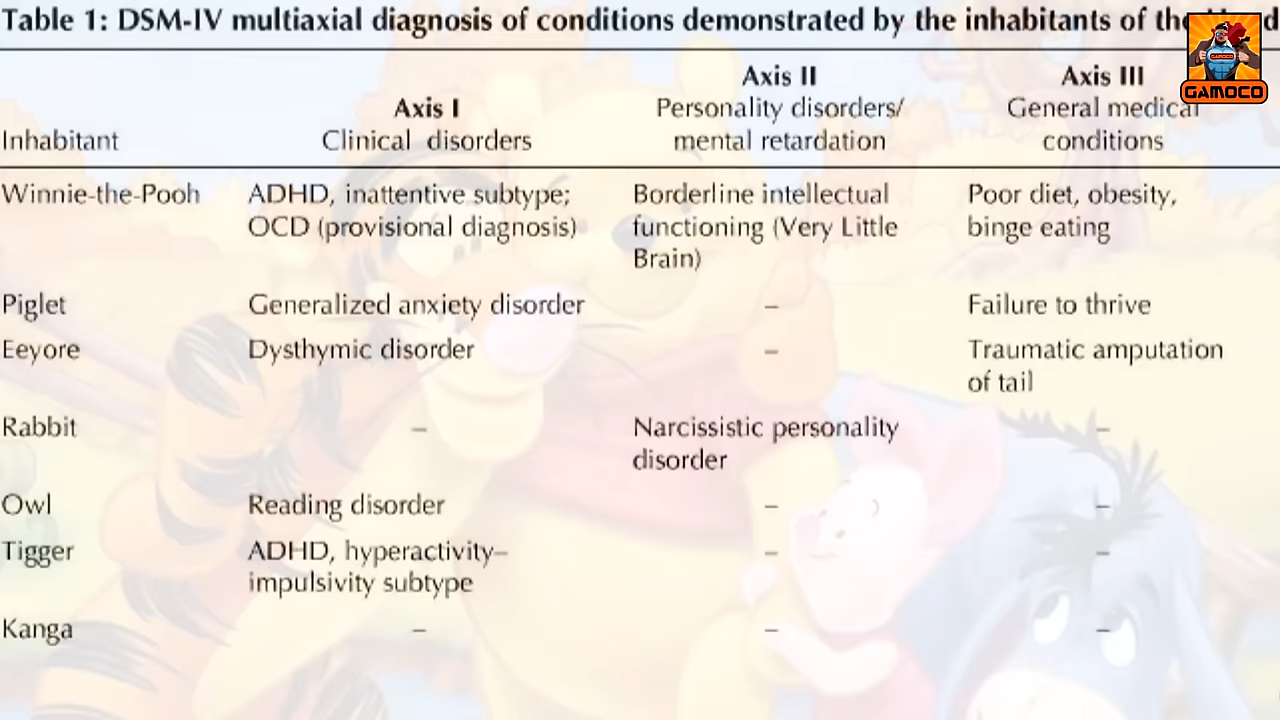 Table 1: DSM-IV multiaxial diagnosis of conditions demonstrated by the inhabitants of the
GAMOCO
GAMOCO
Axis II
Axis III
Axis I
Personality disorders/
General medical
Inhabitant
Clinical disorders
mental retardation
conditions
Winnie-the-Pooh
ADHD, inattentive subtype;
OCD (provisional diagnosis)
Borderline intellectual
functioning (Very Little
Brain)
Poor diet, obesity,
binge eating
Piglet
Generalized anxiety disorder
–
Failure to thrive
Eeyore
Dysthymic disorder
–
Traumatic amputation
of tail
Rabbit
–
Narcissistic personality
disorder
–
Owl
Reading disorder
–
–
Tigger
ADHD, hyperactivity–
impulsivity subtype
–
–
Kanga
–
–
–